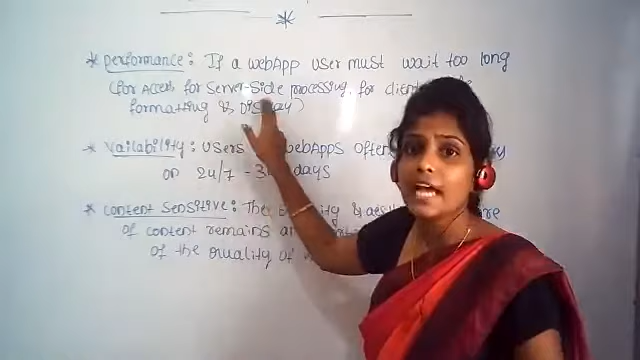 * Performance: If a webApp user must wait too long
(for Access for Server-Side processing, for client
formatting & Display)
* Vailability: users webApps often
on 24/7 - days
* Content Sensitive: The
of content remains an
of the quality of